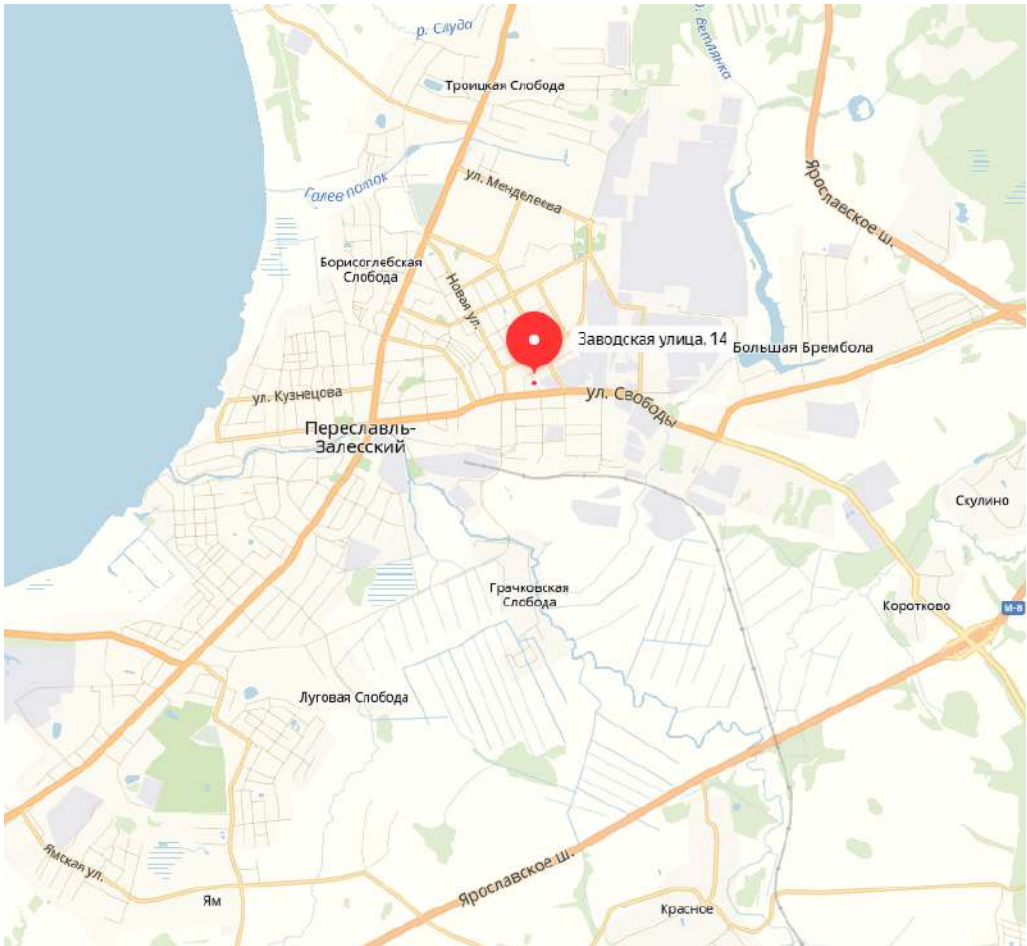 р. Слуда
р. Ветлянка
Троицкая Слобода
ул. Менделеева
Галев поток
Ярославское ш.
Борисоглебская
Слобода
Новая ул.
Заводская улица, 14
Большая Брембола
ул. Кузнецова
ул. Свободы
Переславль-
Залесский
Скулино
Грачковская
Слобода
Коротково
М-8
Луговая Слобода
Ямская ул.
Ярославское ш.
Ям
Красное